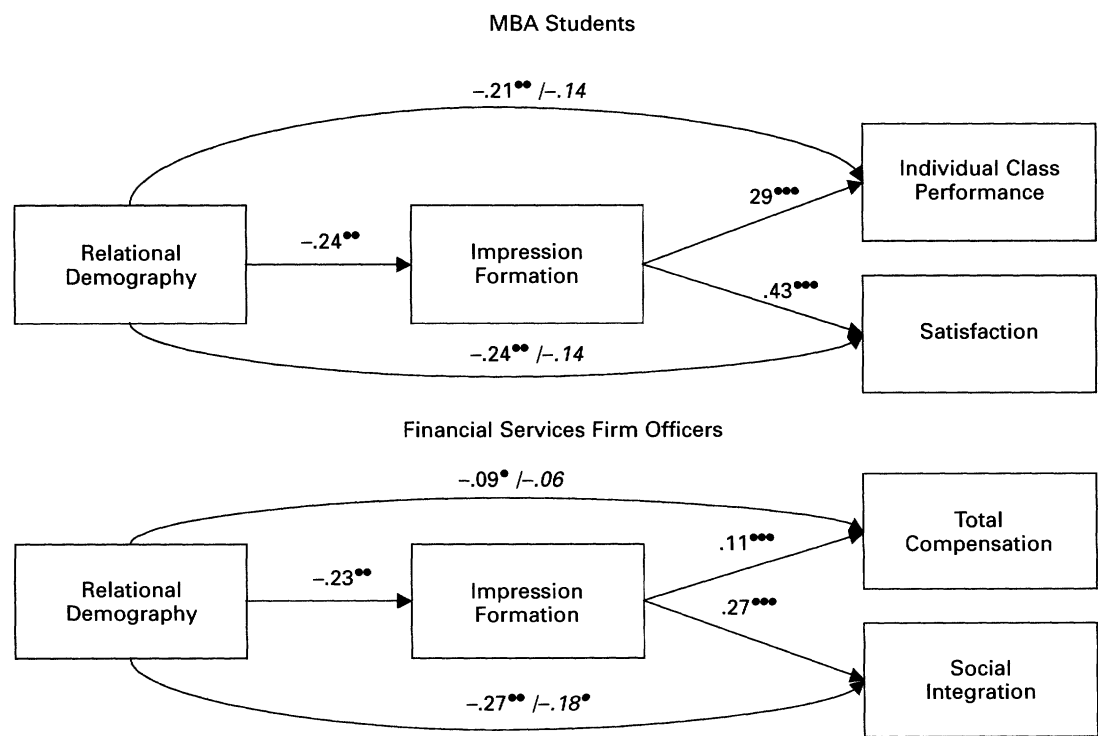 MBA Students
–.21•• /–.14
Individual Class
Performance
29•••
–.24••
Relational
Demography
Impression
Formation
.43•••
Satisfaction
–.24•• /–.14
Financial Services Firm Officers
–.09• /–.06
Total
Compensation
.11•••
–.23••
Relational
Demography
Impression
Formation
.27•••
Social
Integration
–.27•• /–.18•